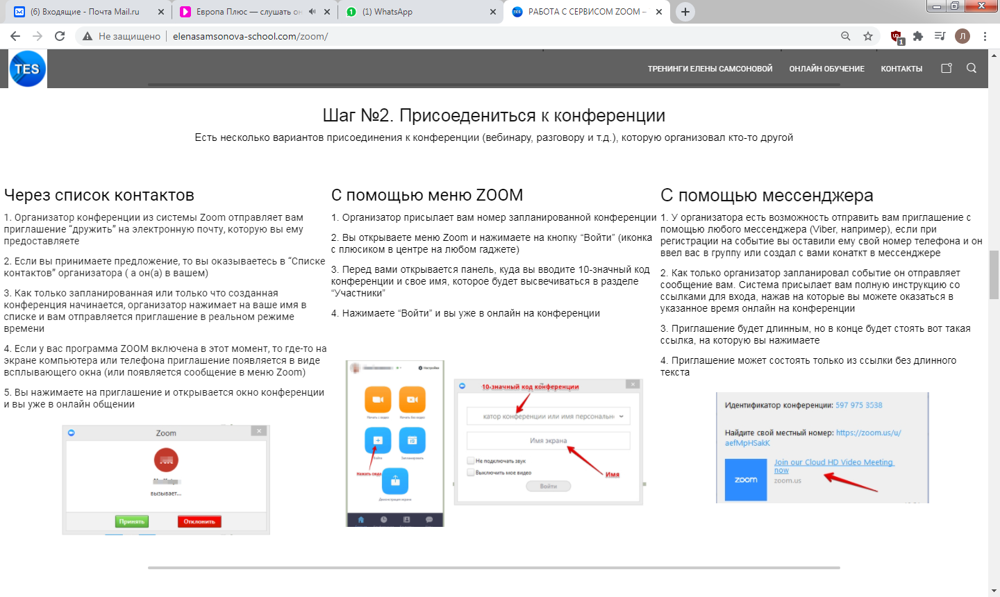 (6) Входящие - Почта Mail.ru
Европа Плюс — слушать он
(1) WhatsApp
РАБОТА С СЕРВИСОМ ZOOM –
Не защищено
elenasamsonova-school.com/zoom/
1
Л
TES
ТРЕНИНГИ ЕЛЕНЫ САМСОНОВОЙ
ОНЛАЙН ОБУЧЕНИЕ
КОНТАКТЫ
Шаг №2. Присоедениться к конференции
Есть несколько вариантов присоединения к конференции (вебинару, разговору и т.д.), которую организовал кто-то другой
Через список контактов
1. Организатор конференции из системы Zoom отправляет вам
приглашение “дружить” на электронную почту, которую вы ему
предоставляете
2. Если вы принимаете предложение, то вы оказываетесь в “Списке
контактов” организатора ( а он(а) в вашем)
3. Как только запланированная или только что созданная
конференция начинается, организатор нажимает на ваше имя в
списке и вам отправляется приглашение в реальном режиме
времени
4. Если у вас программа ZOOM включена в этот момент, то где-то на
экране компьютера или телефона приглашение появляется в виде
всплывающего окна (или появляется сообщение в меню Zoom)
5. Вы нажимаете на приглашение и открывается окно конференции
и вы уже в онлайн общении
Zoom
вызывает...
Принять
Отклонить
С помощью меню ZOOM
1. Организатор присылает вам номер запланированной конференции
2. Вы открываете меню Zoom и нажимаете на кнопку “Войти” (иконка
с плюсиком в центре на любом гаджете)
3. Перед вами открывается панель, куда вы вводите 10-значный код
конференции и свое имя, которое будет высвечиваться в разделе
“Участники”
4. Нажимаете “Войти” и вы уже в онлайн на конференции
Настройки
Начать с видео
Начать без видео
Войти
Запланировать
Нажать сюда
Демонстрация экрана
10-значный код конференции
катор конференции или имя персональн
Имя экрана
Не подключать звук
Выключить мое видео
Имя
Войти
С помощью мессенджера
1. У организатора есть возможность отправить вам приглашение с
помощью любого мессенджера (Viber, например), если при
регистрации на событие вы оставили ему свой номер телефона и он
ввел вас в группу или создал с вами конаткт в мессенджере
2. Как только организатор запланировал событие он отправляет
сообщение вам. Система присылает вам полную инструкцию со
ссылками для входа, нажав на которые вы можете оказаться в
указанное время онлайн на конференции
3. Приглашение будет длинным, но в конце будет стоять вот такая
ссылка, на которую вы нажимаете
4. Приглашение может состоять только из ссылки без длинного
текста
Идентификатор конференции: 597 975 3538
Найдите свой местный номер: https://zoom.us/u/
aefMpHSakK
zoom
Join our Cloud HD Video Meeting
now
zoom.us